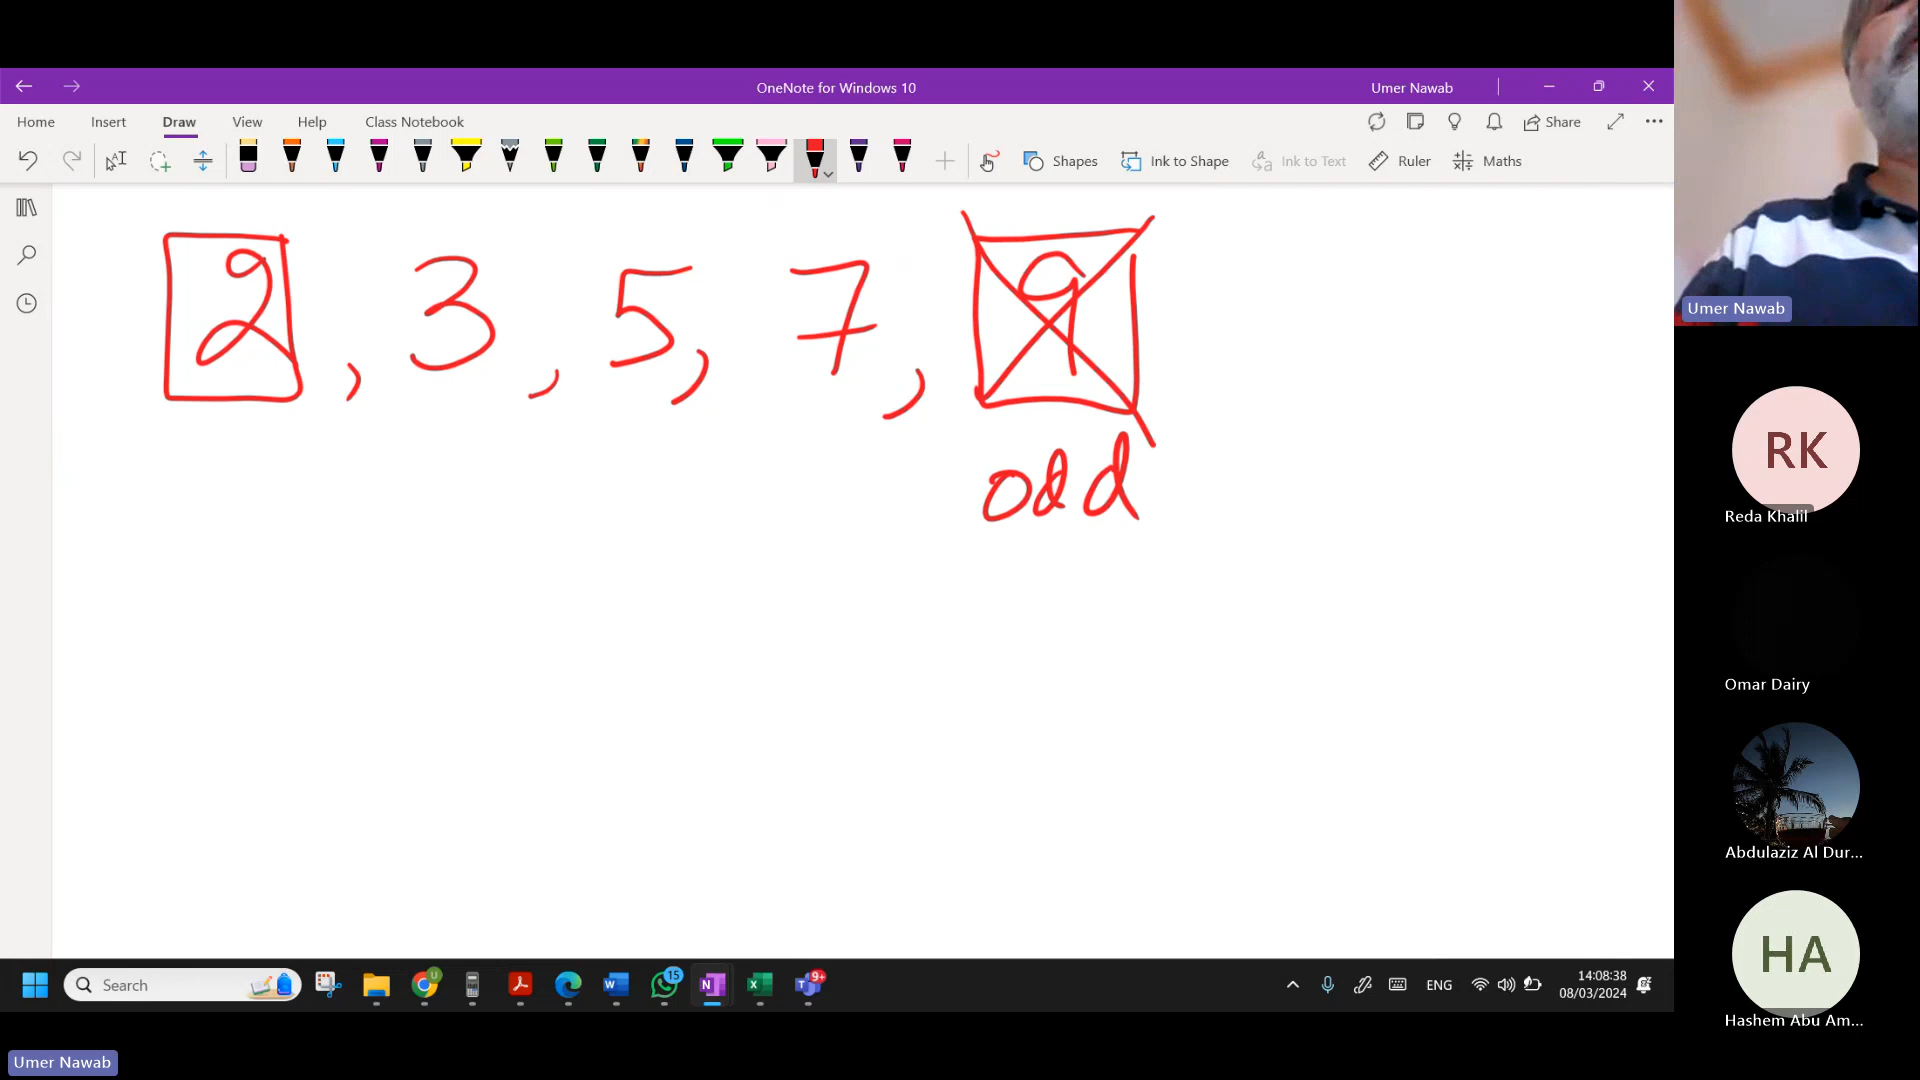 OneNote for Windows 10
Umer Nawab
Home Insert Draw View Help Class Notebook
Share
Shapes Ink to Shape Ink to Text Ruler Maths
2, 3, 5, 7, 9
odd
Umer Nawab
RK
Reda Khalil
Omar Dairy
Abdulaziz Al Dur...
HA
Hashem Abu Am...
Search
15
9+
ENG
14:08:38
08/03/2024
Umer Nawab